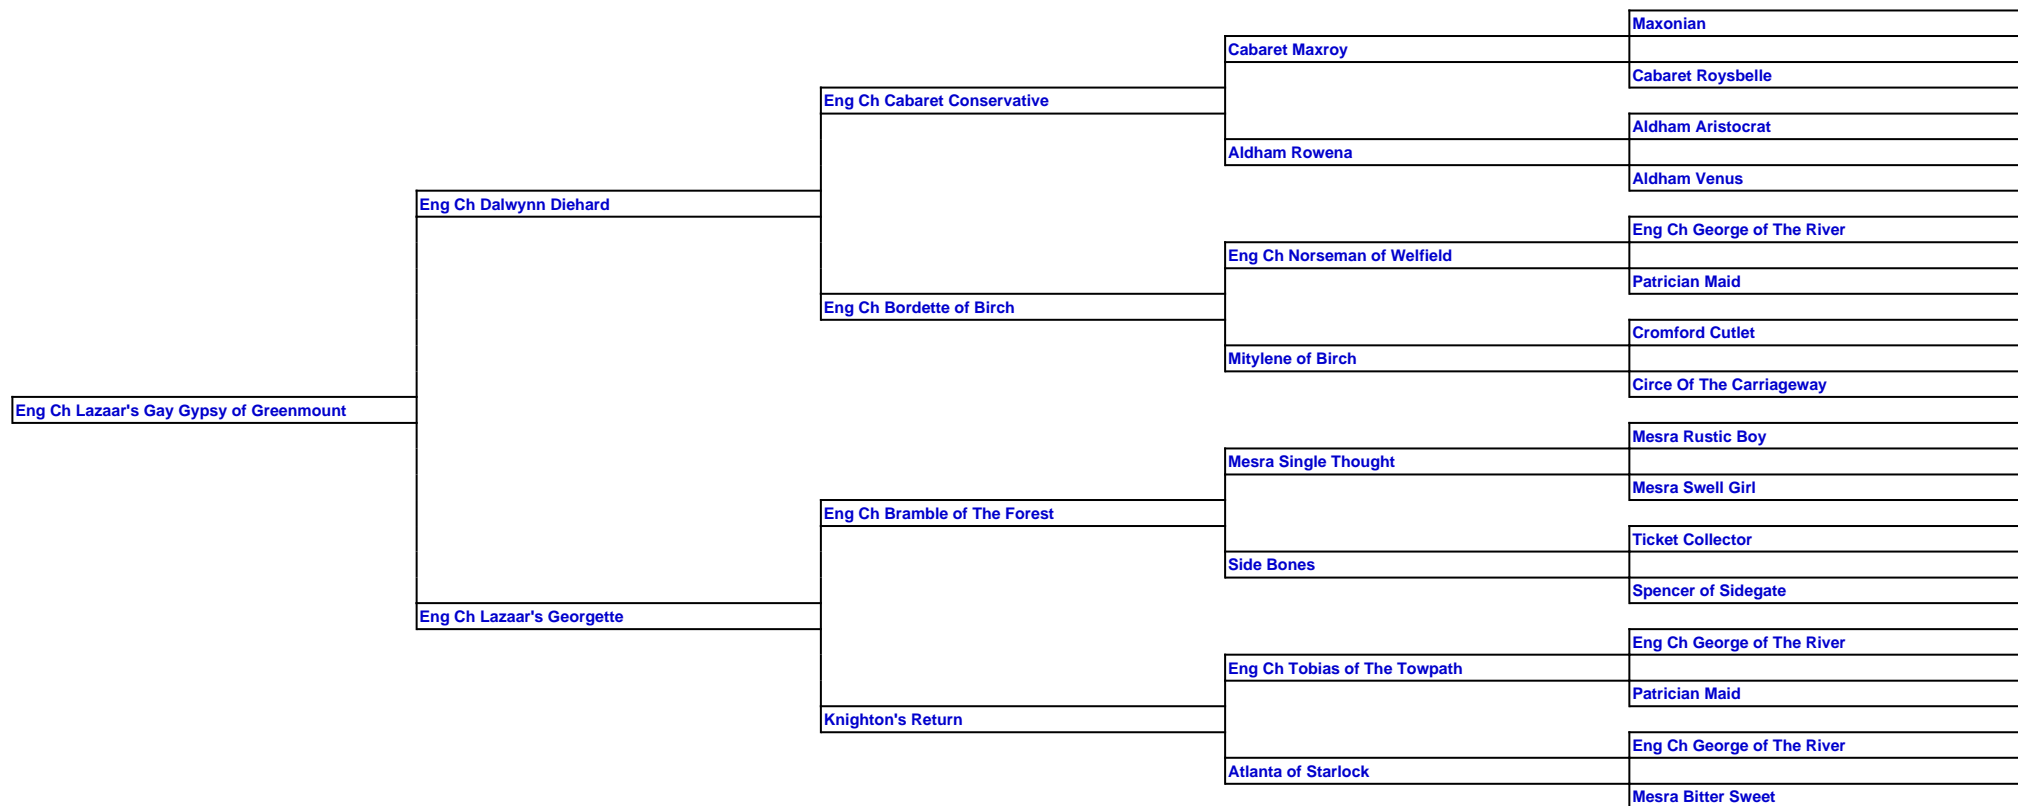 Maxonian
Cabaret Maxroy
Cabaret Roysbelle
Eng Ch Cabaret Conservative
Aldham Aristocrat
Aldham Rowena
Aldham Venus
Eng Ch Dalwynn Diehard
Eng Ch George of The River
Eng Ch Norseman of Welfield
Patrician Maid
Eng Ch Bordette of Birch
Cromford Cutlet
Mitylene of Birch
Circe Of The Carriageway
Eng Ch Lazaar's Gay Gypsy of Greenmount
Mesra Rustic Boy
Mesra Single Thought
Mesra Swell Girl
Eng Ch Bramble of The Forest
Ticket Collector
Side Bones
Spencer of Sidegate
Eng Ch Lazaar's Georgette
Eng Ch George of The River
Eng Ch Tobias of The Towpath
Patrician Maid
Knighton's Return
Eng Ch George of The River
Atlanta of Starlock
Mesra Bitter Sweet